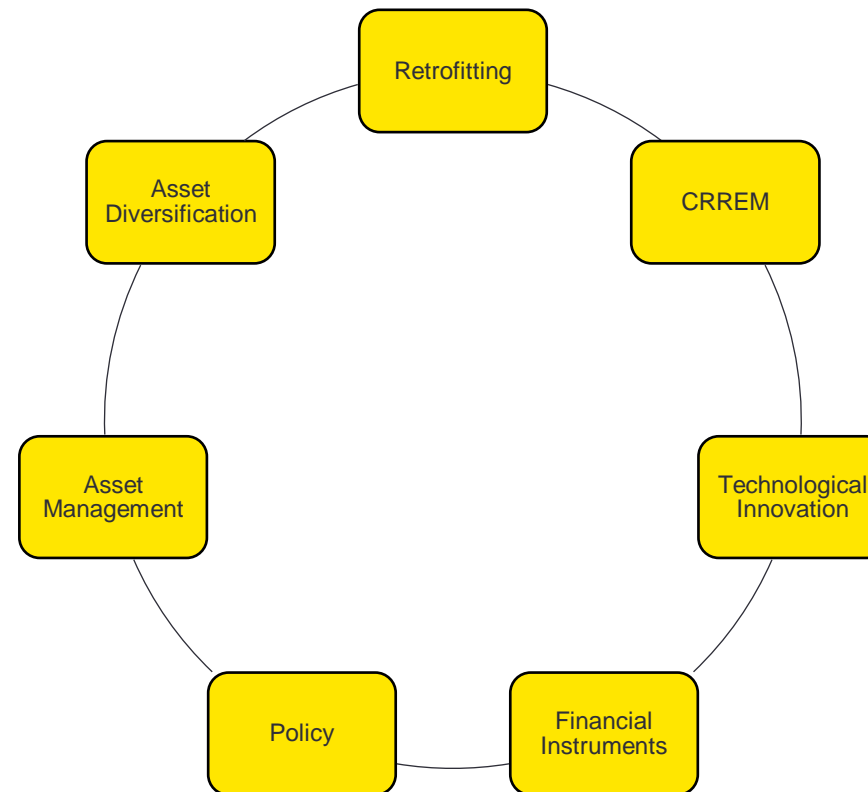 Retrofitting
CRREM
Technological
Innovation
Financial
Instruments
Policy
Asset
Management
Asset
Diversification